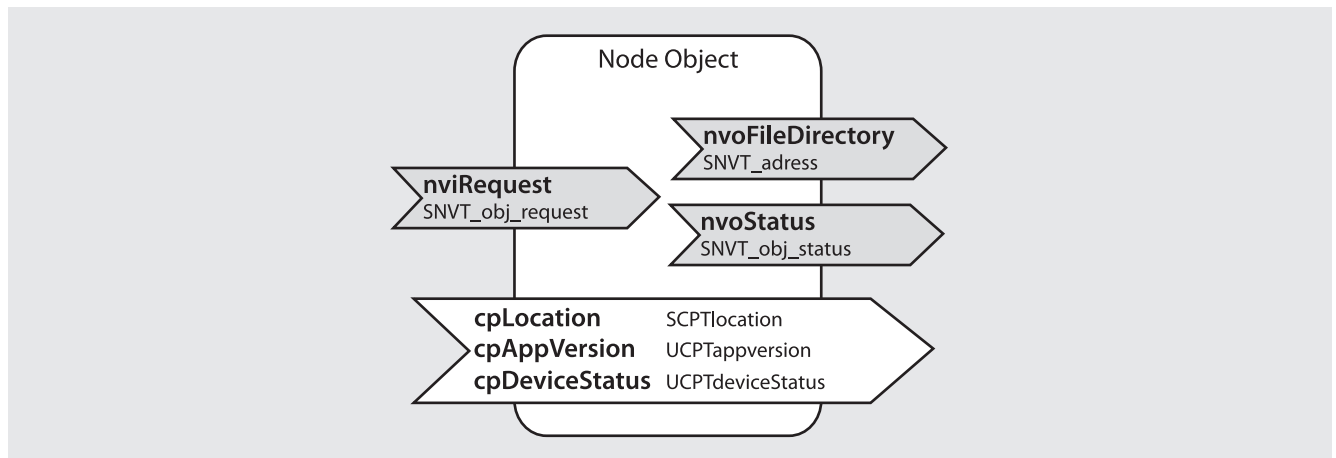 Node Object
nvoFileDirectory
SNVT_adress
nviRequest
SNVT_obj_request
nvoStatus
SNVT_obj_status
cpLocation SCPTlocation
cpAppVersion UCPTappversion
cpDeviceStatus UCPTdeviceStatus